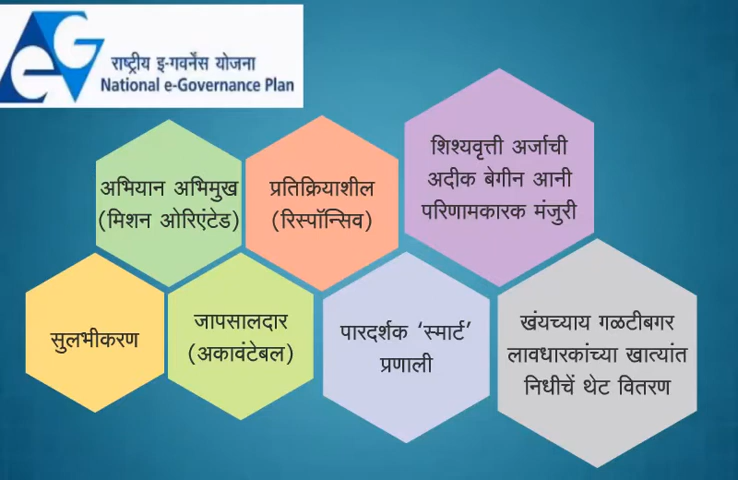 राष्ट्रीय इ-गवर्नेंस योजना
National e-Governance Plan
अभियान अभिमुख
(मिशन ओरिएंटेड)
प्रतिक्रियाशील
(रिस्पॉन्सिव)
शिश्यवृत्ती अर्जाची
अदीक बेगीन आनी
परिणामकारक मंजुरी
सुलभीकरण
जापसालदार
(अकावंटेबल)
पारदर्शक ‘स्मार्ट’
प्रणाली
खंयच्याय गळटीबगर
लावधारकांच्या खात्यांत
निधीचें थेट वितरण